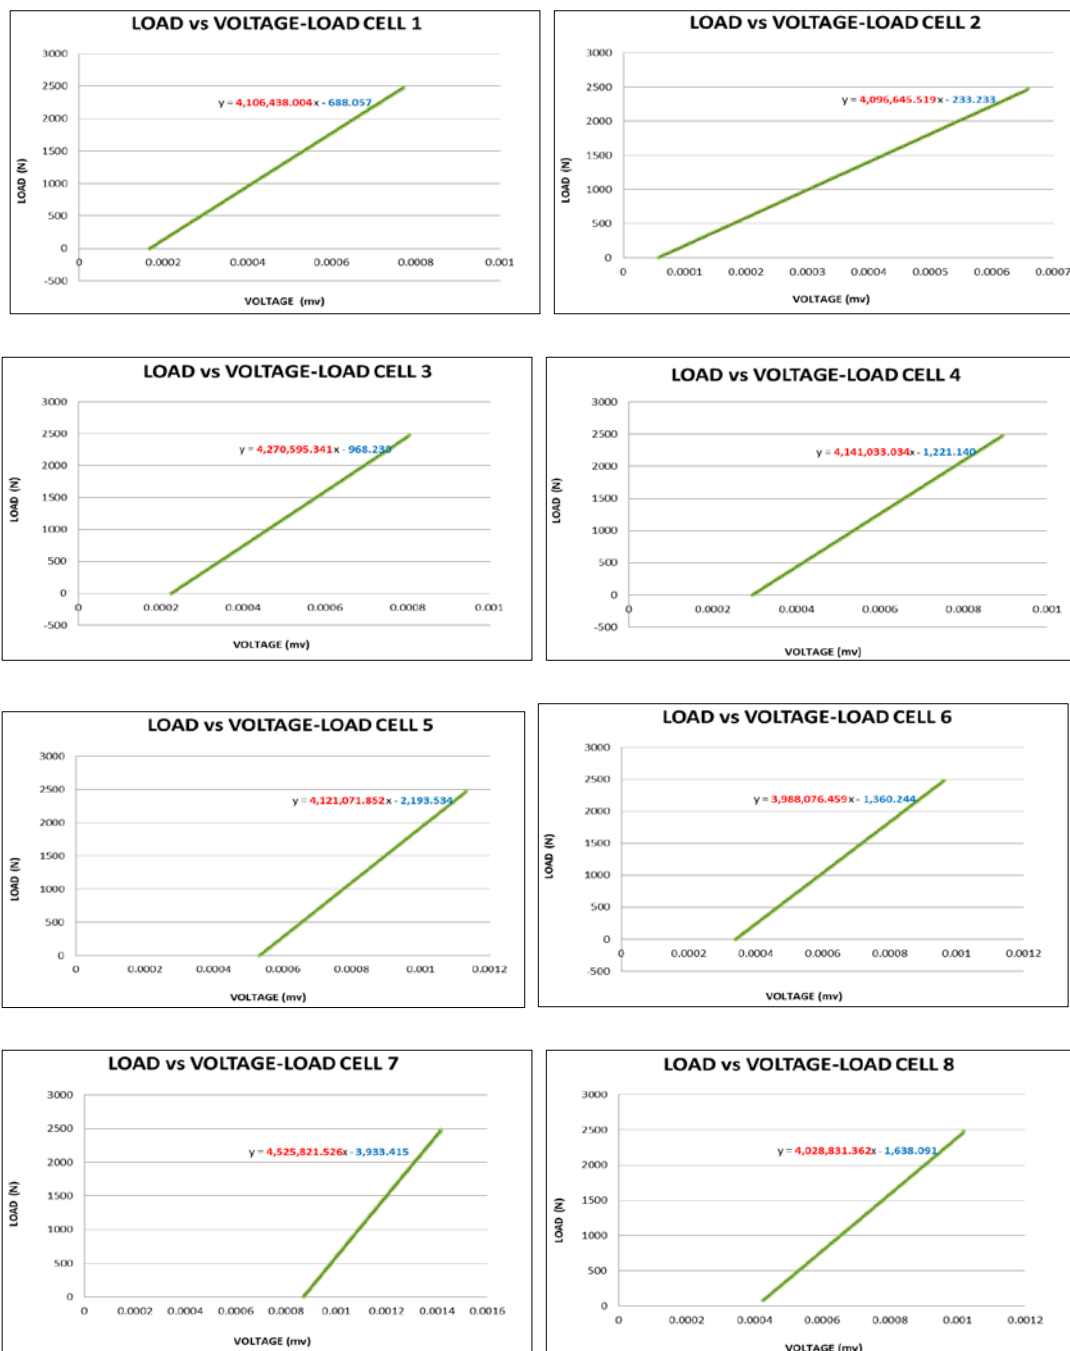 LOAD vs VOLTAGE-LOAD CELL 1
3000
2500
y = 4,106,438.004x - 688.057
2000
1500
1000
500
0
0 0.0002 0.0004 0.0006 0.0008 0.001
-500
LOAD (N)
VOLTAGE (mv)
LOAD vs VOLTAGE-LOAD CELL 2
3000
2500
y = 4,096,645.519x - 233.233
2000
1500
1000
500
0
0 0.0001 0.0002 0.0003 0.0004 0.0005 0.0006 0.0007
LOAD (N)
VOLTAGE (mv)
LOAD vs VOLTAGE-LOAD CELL 3
3000
2500
y = 4,270,595.341x - 968.230
2000
1500
1000
500
0
0 0.0002 0.0004 0.0006 0.0008 0.001
-500
LOAD (N)
VOLTAGE (mv)
LOAD vs VOLTAGE-LOAD CELL 4
3000
2500
y = 4,141,033.034x - 1,221.140
2000
1500
1000
500
0
0 0.0002 0.0004 0.0006 0.0008 0.001
-500
LOAD (N)
VOLTAGE (mv)
LOAD vs VOLTAGE-LOAD CELL 5
3000
2500
y = 4,121,071.852x - 2,193.534
2000
1500
1000
500
0
0 0.0002 0.0004 0.0006 0.0008 0.001 0.0012
LOAD (N)
VOLTAGE (mv)
LOAD vs VOLTAGE-LOAD CELL 6
3000
2500
y = 3,988,076.459x - 1,360.244
2000
1500
1000
500
0
0 0.0002 0.0004 0.0006 0.0008 0.001 0.0012
-500
LOAD (N)
VOLTAGE (mv)
LOAD vs VOLTAGE-LOAD CELL 7
3000
2500
y = 4,525,821.526x - 3,933.415
2000
1500
1000
500
0
0 0.0002 0.0004 0.0006 0.0008 0.001 0.0012 0.0014 0.0016
LOAD (N)
VOLTAGE (mv)
LOAD vs VOLTAGE-LOAD CELL 8
3000
2500
y = 4,028,831.362x - 1,638.091
2000
1500
1000
500
0
0 0.0002 0.0004 0.0006 0.0008 0.001 0.0012
LOAD (N)
VOLTAGE (mv)